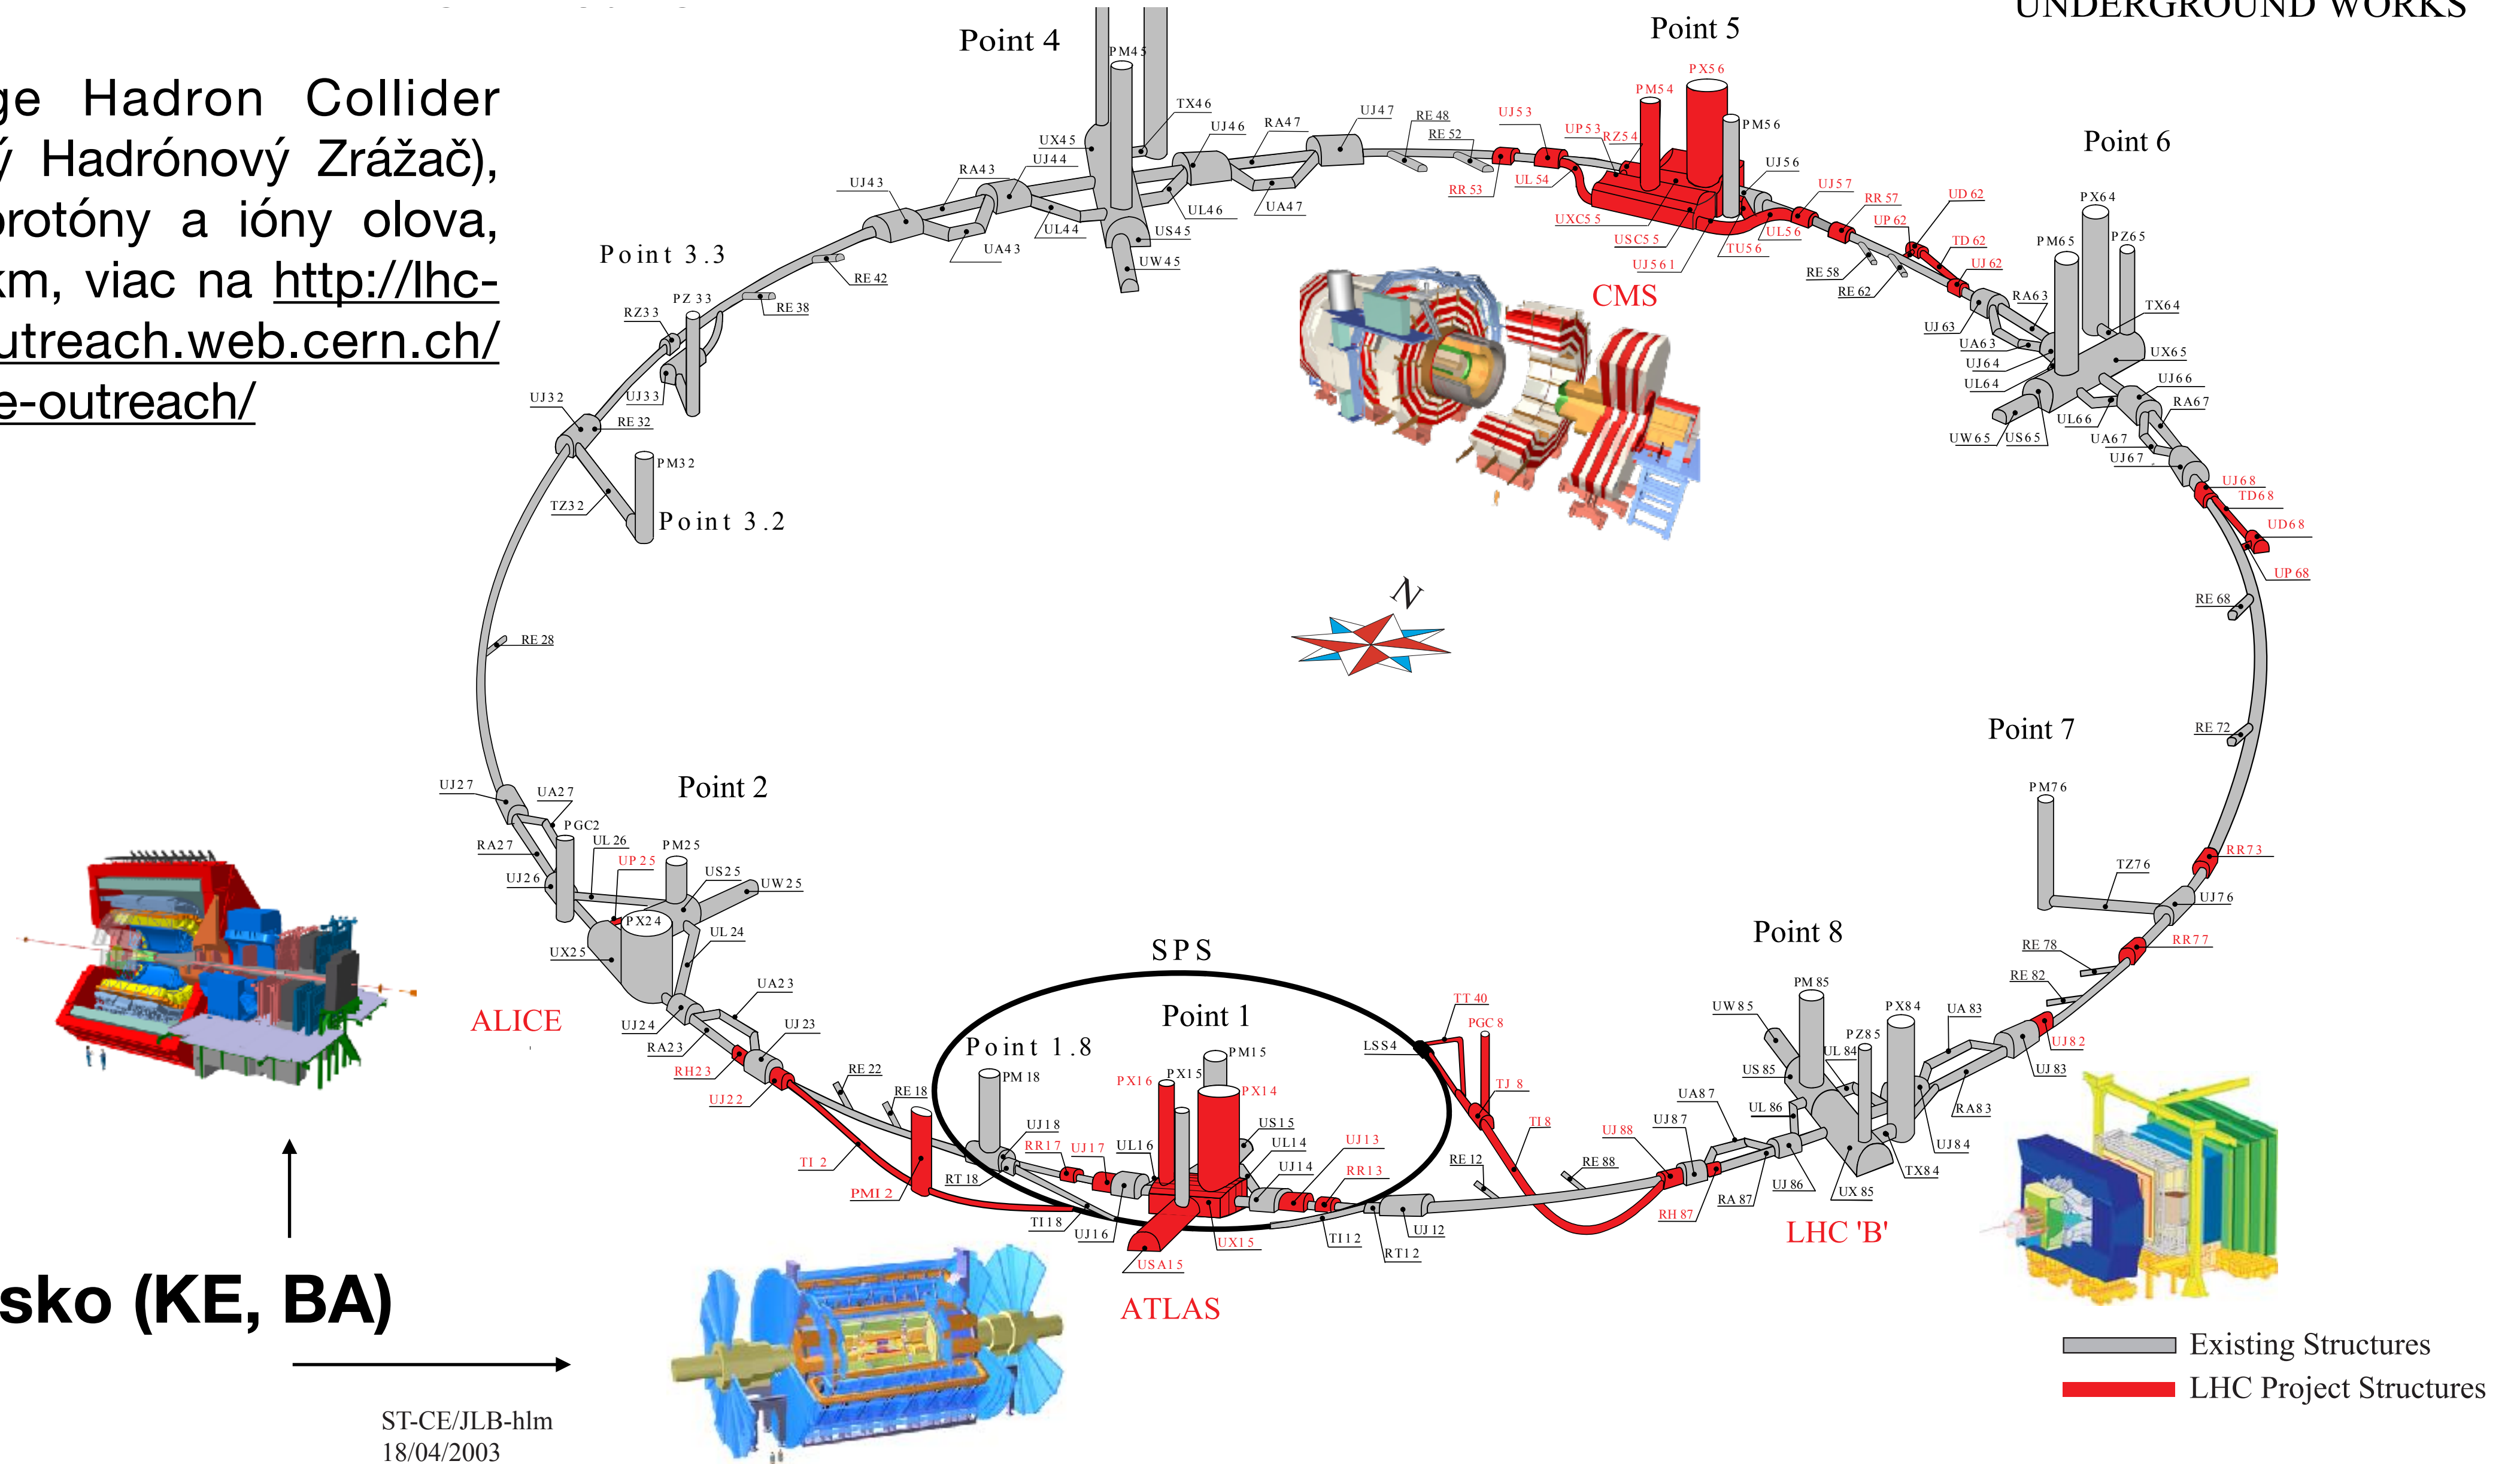 UNDERGROUND WORKS
ge Hadron Collider
ý Hadrónový Zrážač),
protóny a ióny olova,
km, viac na http://lhc-
utreach.web.cern.ch/
e-outreach/
Point 4
PM45
TX46
UJ46
RA47
UJ47
RE 48
RE 52
UX45
UJ44
RA43
UJ43
UA43
UL44
UL46
UA47
US45
UW45
Point 5
PX56
PM54
UJ53
UP53
RZ54
PM56
UJ56
UJ57
RR 57
RR 53
UL 54
UXC55
USC55
UJ561
TU56
UL56
CMS
Point 6
PX64
PM65
PZ65
UD 62
UP 62
TD 62
UJ 62
RE 58
RE 62
RA63
TX64
UJ 63
UA63
UJ64
UL64
UX65
UJ66
RA67
UL66
UW65
US65
UA67
UJ67
UJ68
TD68
UD68
UP 68
RE 68
RE 72
Point 3.3
RE 42
RE 38
PZ 33
RZ33
UJ33
UJ32
RE 32
PM32
TZ32
Point 3.2
RE 28
N
Point 7
PM76
TZ76
RR73
UJ76
RR77
RE 78
RE 82
UJ27
UA27
Point 2
PGC2
UL 26
UP 25
PM25
US25
UW25
RA27
UJ26
PX24
UX25
UL 24
UA23
UJ24
RA23
UJ 23
RH23
UJ22
ALICE
RE 22
RE 18
TI 2
PMI 2
SPS
Point 1
Point 1.8
PM 18
PM15
PX16
PX15
PX14
UJ18
RR17
UJ17
UL16
US15
UL14
UJ14
UJ13
RR13
RT 18
TI18
UJ16
USA15
UX15
TI12
RT12
UJ 12
ATLAS
TT 40
LSS4
PGC 8
TJ 8
TI8
RE 12
RE 88
Point 8
PM 85
UW85
PX84
PZ85
UA 83
UL 84
US 85
UJ82
UJ 83
RA83
UL 86
UA87
UJ87
UJ 88
UJ84
TX84
UX 85
UJ 86
RA 87
RH 87
LHC 'B'
sko (KE, BA)
ST-CE/JLB-hlm
18/04/2003
Existing Structures
LHC Project Structures